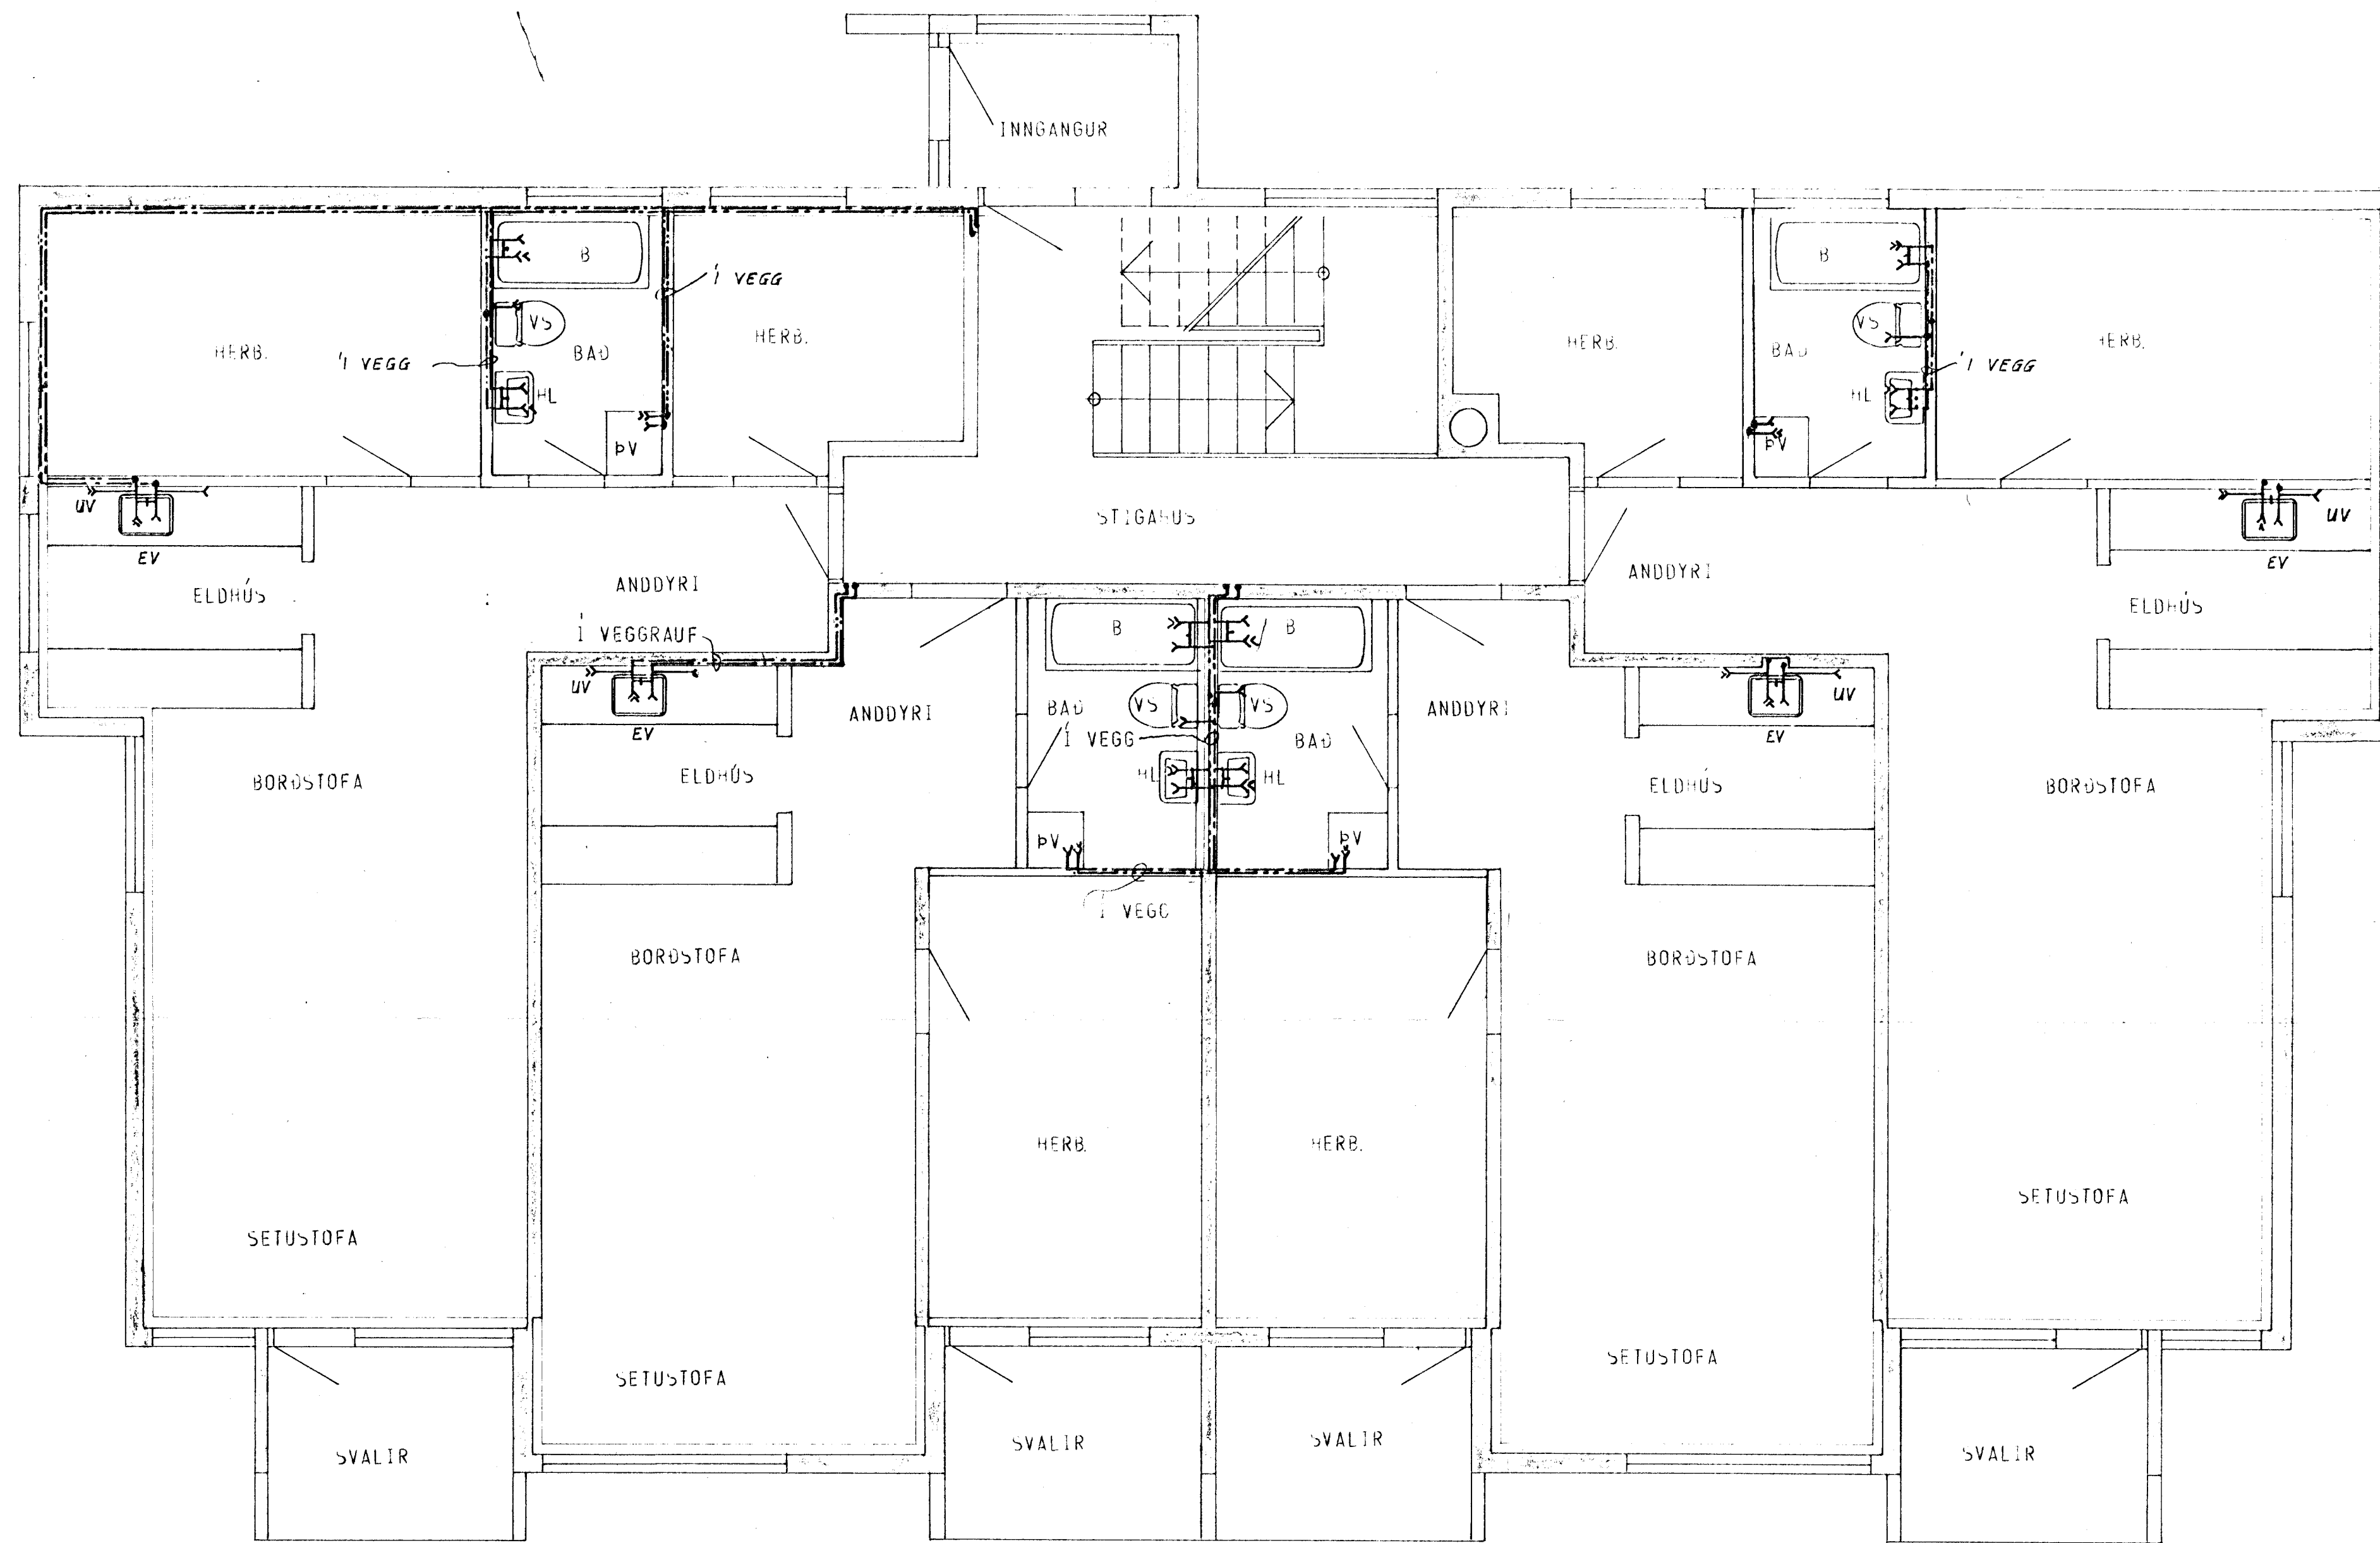 INNGANGUR
B
Í VEGG
B
VS
HERB.
HERB.
BAÐ
Í VEGG
HL
ÞV
HERB.
BAÐ
VS
HERB.
Í VEGG
HL
ÞV
UV
EV
STIGAHÚS
UV
EV
ELDHÚS
ANDDYRI
ANDDYRI
ELDHÚS
Í VEGGRAUF
B
B
UV
EV
ANDDYRI
BAÐ
VS
VS
ANDDYRI
UV
EV
Í VEGG
BAÐ
BORÐSTOFA
ELDHÚS
HL
HL
ELDHÚS
BORÐSTOFA
ÞV
ÞV
Í VEGG
BORÐSTOFA
BORÐSTOFA
HERB.
HERB.
SETUSTOFA
SETUSTOFA
SETUSTOFA
SETUSTOFA
SVALIR
SVALIR
SVALIR
SVALIR